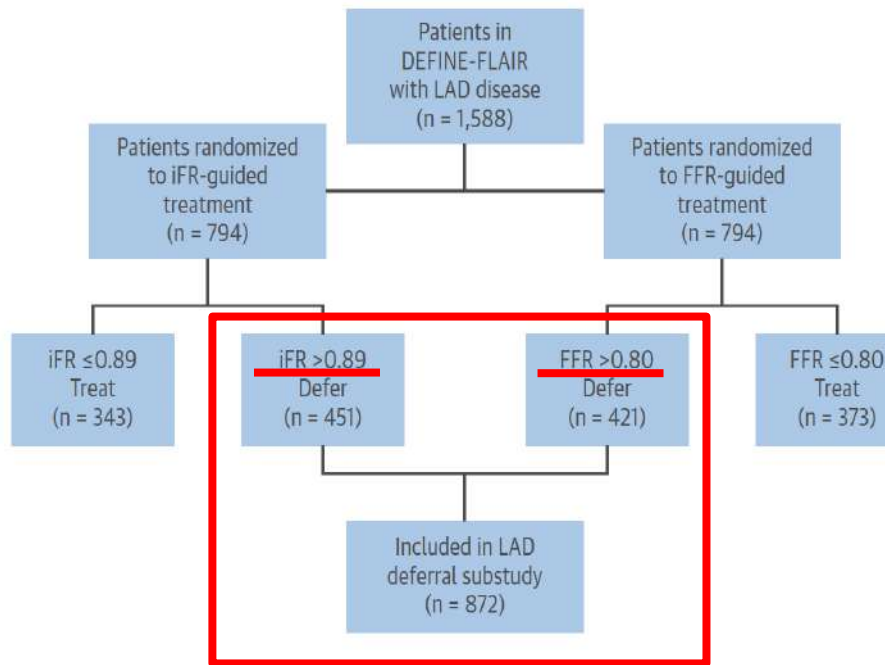 Patients in
DEFINE-FLAIR
with LAD disease
(n = 1,588)
Patients randomized
to iFR-guided
treatment
(n = 794)
Patients randomized
to FFR-guided
treatment
(n = 794)
iFR ≤0.89
Treat
(n = 343)
iFR >0.89
Defer
(n = 451)
FFR >0.80
Defer
(n = 421)
FFR ≤0.80
Treat
(n = 373)
Included in LAD
deferral substudy
(n = 872)